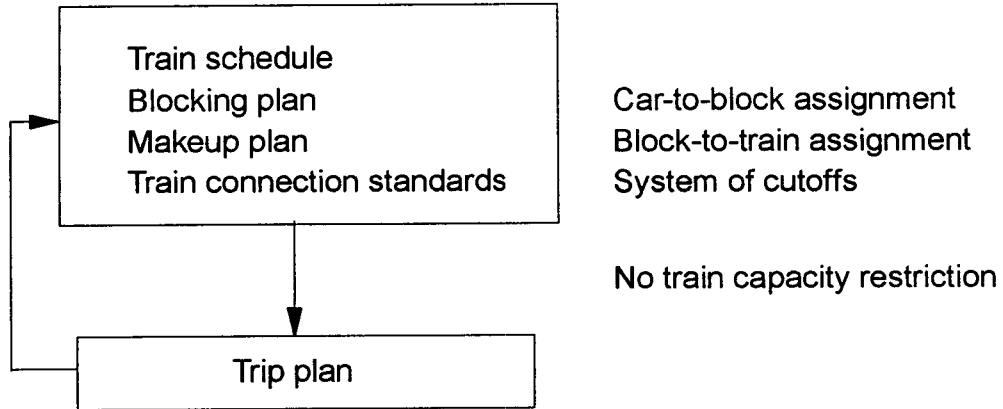 Train schedule
Blocking plan
Makeup plan
Train connection standards
Car-to-block assignment
Block-to-train assignment
System of cutoffs
No train capacity restriction
Trip plan